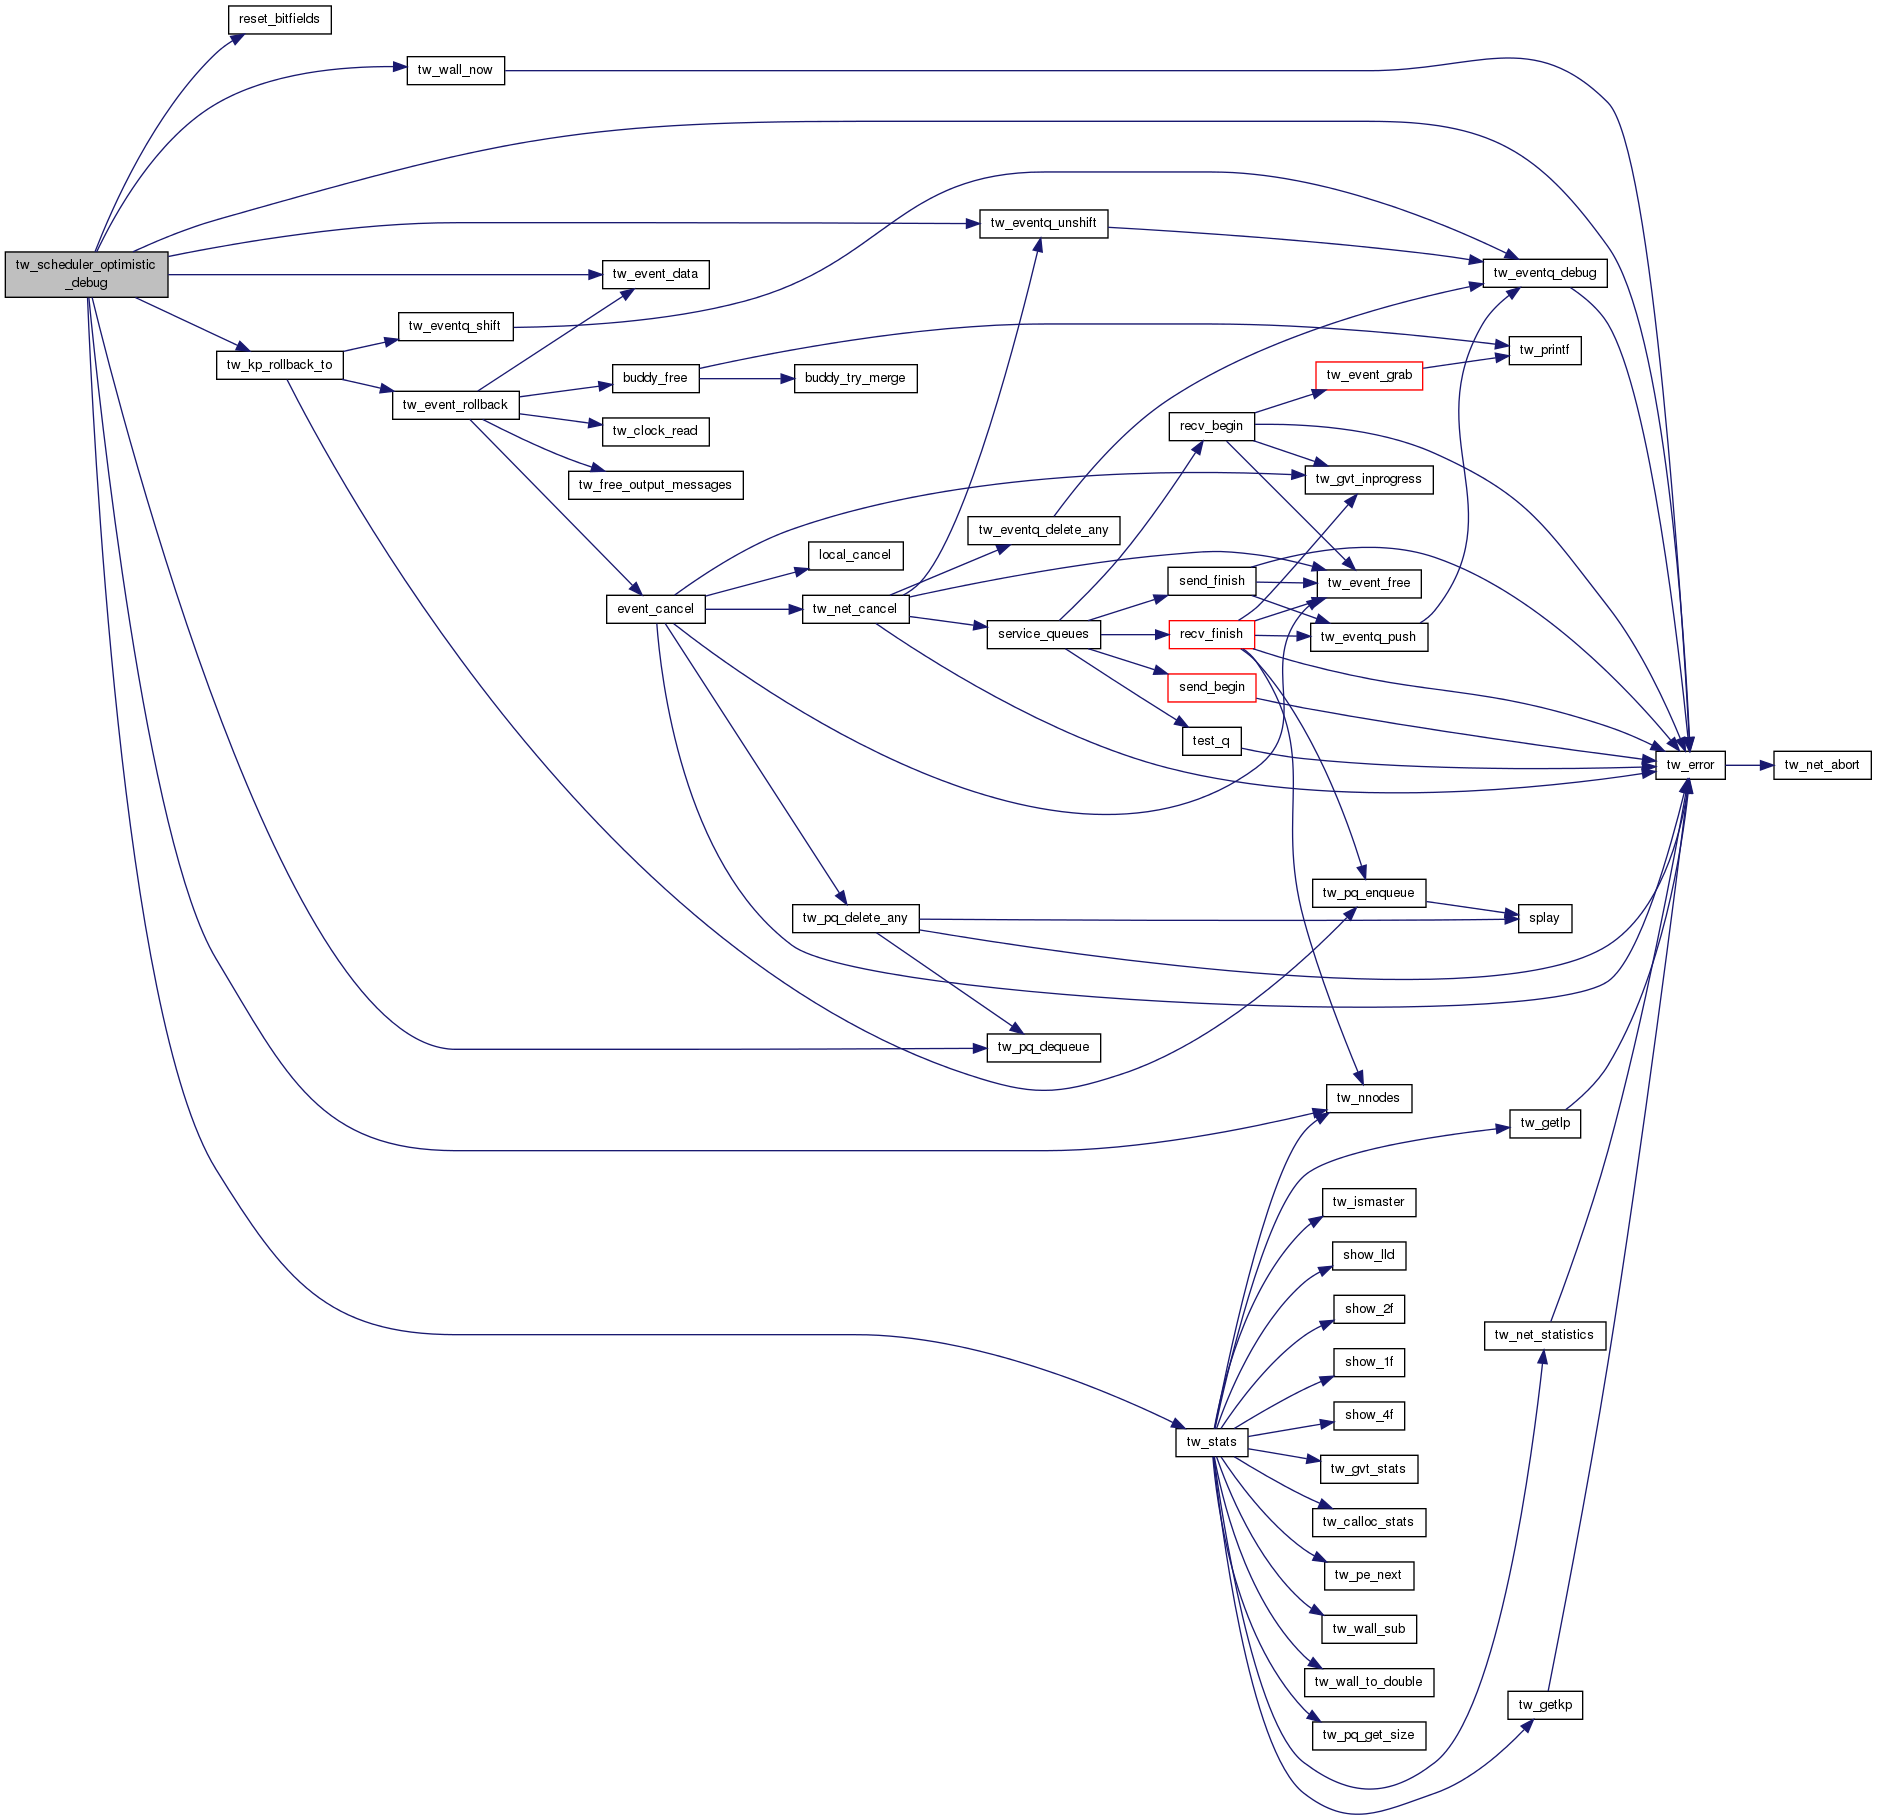 reset_bitfields
tw_wall_now
tw_eventq_unshift
tw_scheduler_optimistic
_debug
tw_event_data
tw_eventq_debug
tw_eventq_shift
tw_printf
tw_kp_rollback_to
buddy_free
buddy_try_merge
tw_event_grab
tw_event_rollback
tw_clock_read
recv_begin
tw_free_output_messages
tw_gvt_inprogress
tw_eventq_delete_any
local_cancel
send_finish
tw_event_free
event_cancel
tw_net_cancel
service_queues
recv_finish
tw_eventq_push
send_begin
test_q
tw_error
tw_net_abort
tw_pq_enqueue
tw_pq_delete_any
splay
tw_pq_dequeue
tw_nnodes
tw_getlp
tw_ismaster
show_lld
show_2f
tw_net_statistics
show_1f
show_4f
tw_stats
tw_gvt_stats
tw_calloc_stats
tw_pe_next
tw_wall_sub
tw_wall_to_double
tw_getkp
tw_pq_get_size